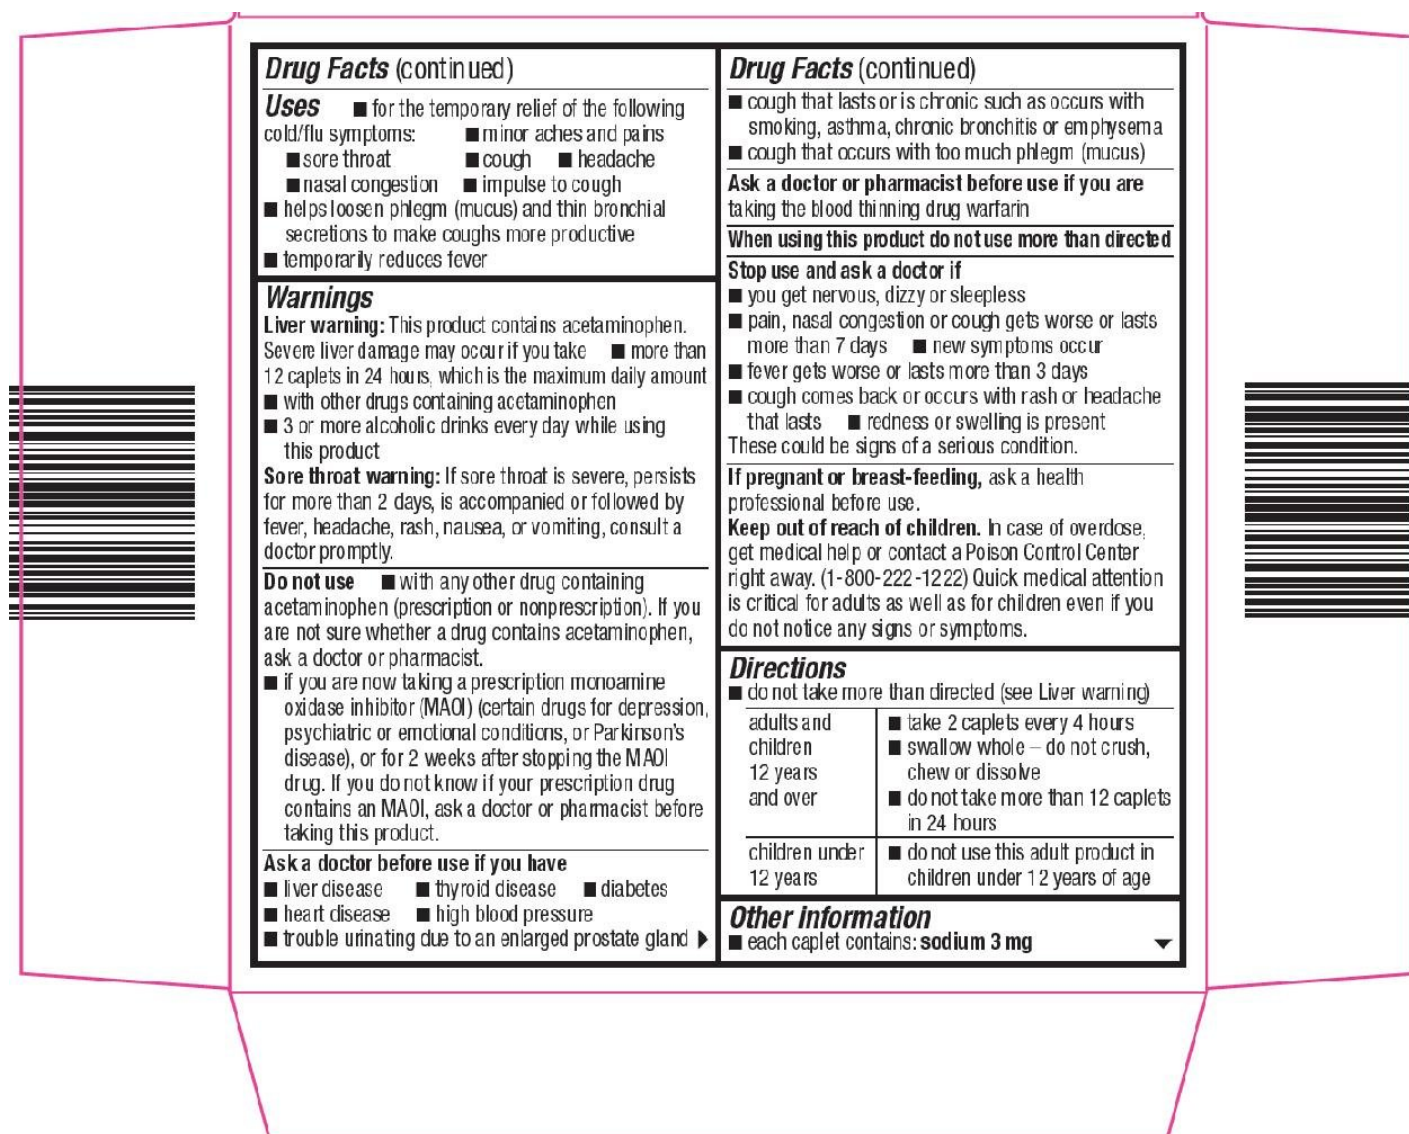 Drug Facts (continued)
Uses ■ for the temporary relief of the following
cold/flu symptoms: ■ minor aches and pains
■ sore throat ■ cough ■ headache
■ nasal congestion ■ impulse to cough
■ helps loosen phlegm (mucus) and thin bronchial
secretions to make coughs more productive
■ temporarily reduces fever
Warnings
Liver warning: This product contains acetaminophen.
Severe liver damage may occur if you take ■ more than
12 caplets in 24 hours, which is the maximum daily amount
■ with other drugs containing acetaminophen
■ 3 or more alcoholic drinks every day while using
this product
Sore throat warning: If sore throat is severe, persists
for more than 2 days, is accompanied or followed by
fever, headache, rash, nausea, or vomiting, consult a
doctor promptly.
Do not use ■ with any other drug containing
acetaminophen (prescription or nonprescription). If you
are not sure whether a drug contains acetaminophen,
ask a doctor or pharmacist.
■ if you are now taking a prescription monoamine
oxidase inhibitor (MAOI) (certain drugs for depression,
psychiatric or emotional conditions, or Parkinson's
disease), or for 2 weeks after stopping the MAOI
drug. If you do not know if your prescription drug
contains an MAOI, ask a doctor or pharmacist before
taking this product.
Ask a doctor before use if you have
■ liver disease ■ thyroid disease ■ diabetes
■ heart disease ■ high blood pressure
■ trouble urinating due to an enlarged prostate gland
Drug Facts (continued)
■ cough that lasts or is chronic such as occurs with
smoking, asthma, chronic bronchitis or emphysema
■ cough that occurs with too much phlegm (mucus)
Ask a doctor or pharmacist before use if you are
taking the blood thinning drug warfarin
When using this product do not use more than directed
Stop use and ask a doctor if
■ you get nervous, dizzy or sleepless
■ pain, nasal congestion or cough gets worse or lasts
more than 7 days ■ new symptoms occur
■ fever gets worse or lasts more than 3 days
■ cough comes back or occurs with rash or headache
that lasts ■ redness or swelling is present
These could be signs of a serious condition.
If pregnant or breast-feeding, ask a health
professional before use.
Keep out of reach of children. In case of overdose,
get medical help or contact a Poison Control Center
right away. (1-800-222-1222) Quick medical attention
is critical for adults as well as for children even if you
do not notice any signs or symptoms.
Directions
■ do not take more than directed (see Liver warning)
adults and
children
12 years
and over
■ take 2 caplets every 4 hours
■ swallow whole – do not crush,
chew or dissolve
■ do not take more than 12 caplets
in 24 hours
children under
12 years
■ do not use this adult product in
children under 12 years of age
Other information
■ each caplet contains: sodium 3 mg